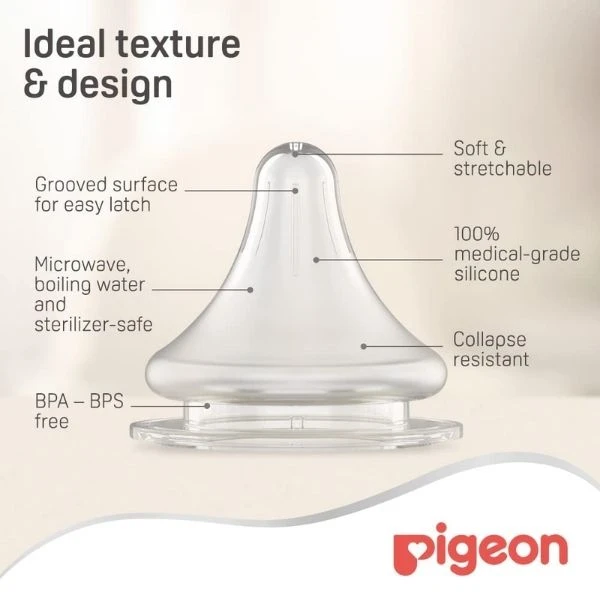 Ideal texture
& design
Soft &
stretchable
Grooved surface
for easy latch
100%
medical-grade
silicone
Microwave,
boiling water
and
sterilizer-safe
Collapse
resistant
BPA – BPS
free
pigeon